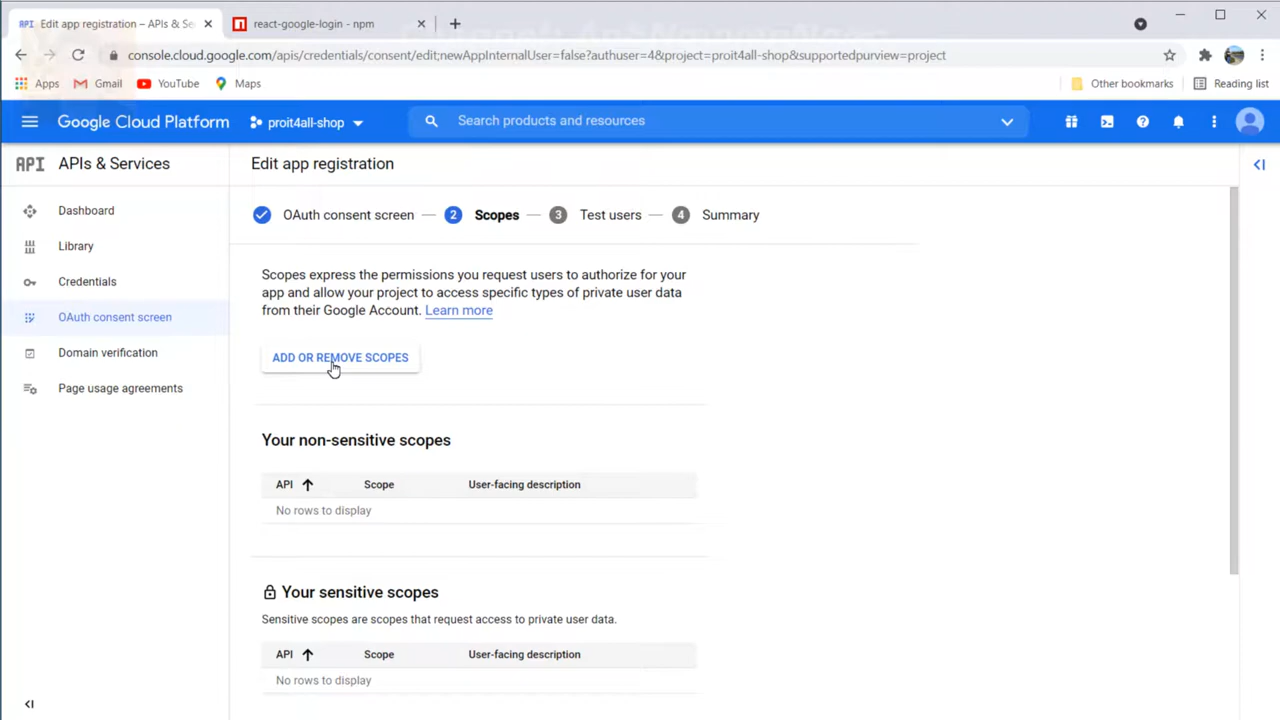 API Edit app registration – APIs & Se
react-google-login - npm
console.cloud.google.com/apis/credentials/consent/edit;newAppInternalUser=false?authuser=4&project=proit4all-shop&supportedpurview=project
Apps Gmail YouTube Maps Other bookmarks Reading list
Google Cloud Platform proit4all-shop Search products and resources
API APIs & Services
Edit app registration
Dashboard
Library
Credentials
OAuth consent screen
Domain verification
Page usage agreements
OAuth consent screen — 2 Scopes — 3 Test users — 4 Summary
Scopes express the permissions you request users to authorize for your
app and allow your project to access specific types of private user data
from their Google Account. Learn more
ADD OR REMOVE SCOPES
Your non-sensitive scopes
API Scope User-facing description
No rows to display
Your sensitive scopes
Sensitive scopes are scopes that request access to private user data.
API Scope User-facing description
No rows to display